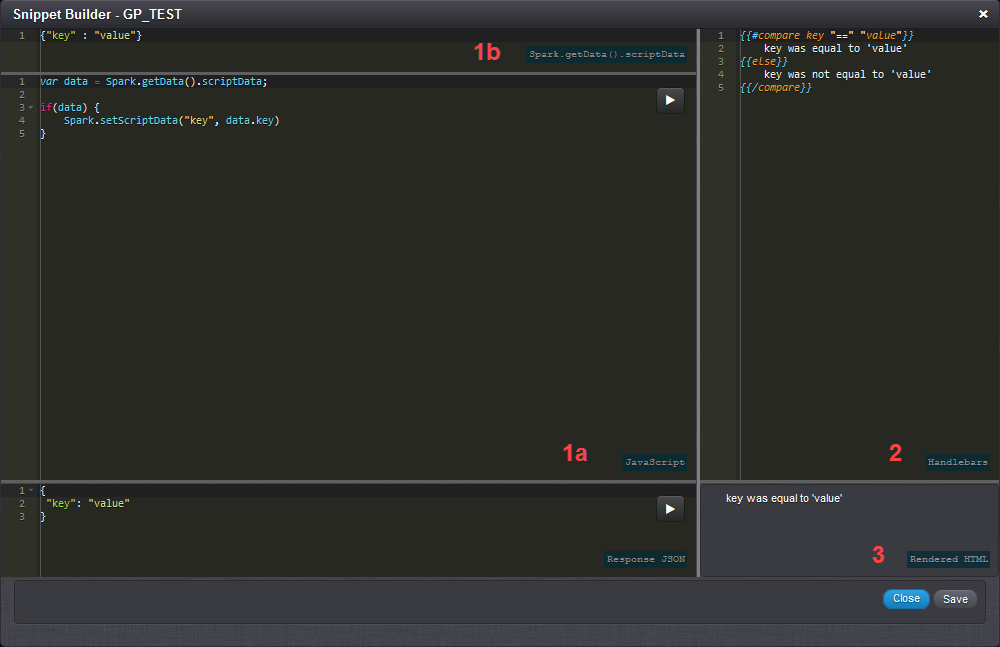 Snippet Builder - GP_TEST
1 {"key" : "value"}
1b
Spark.getData().scriptData
1 var data = Spark.getData().scriptData;
2
3 if(data) {
4 Spark.setScriptData("key", data.key)
5 }
1a
JavaScript
1 {
2 "key": "value"
3 }
Response JSON
1 {{#compare key "==" "value"}}
2 key was equal to 'value'
3 {{else}}
4 key was not equal to 'value'
5 {{/compare}}
2
Handlebars
key was equal to 'value'
3
Rendered HTML
Close
Save